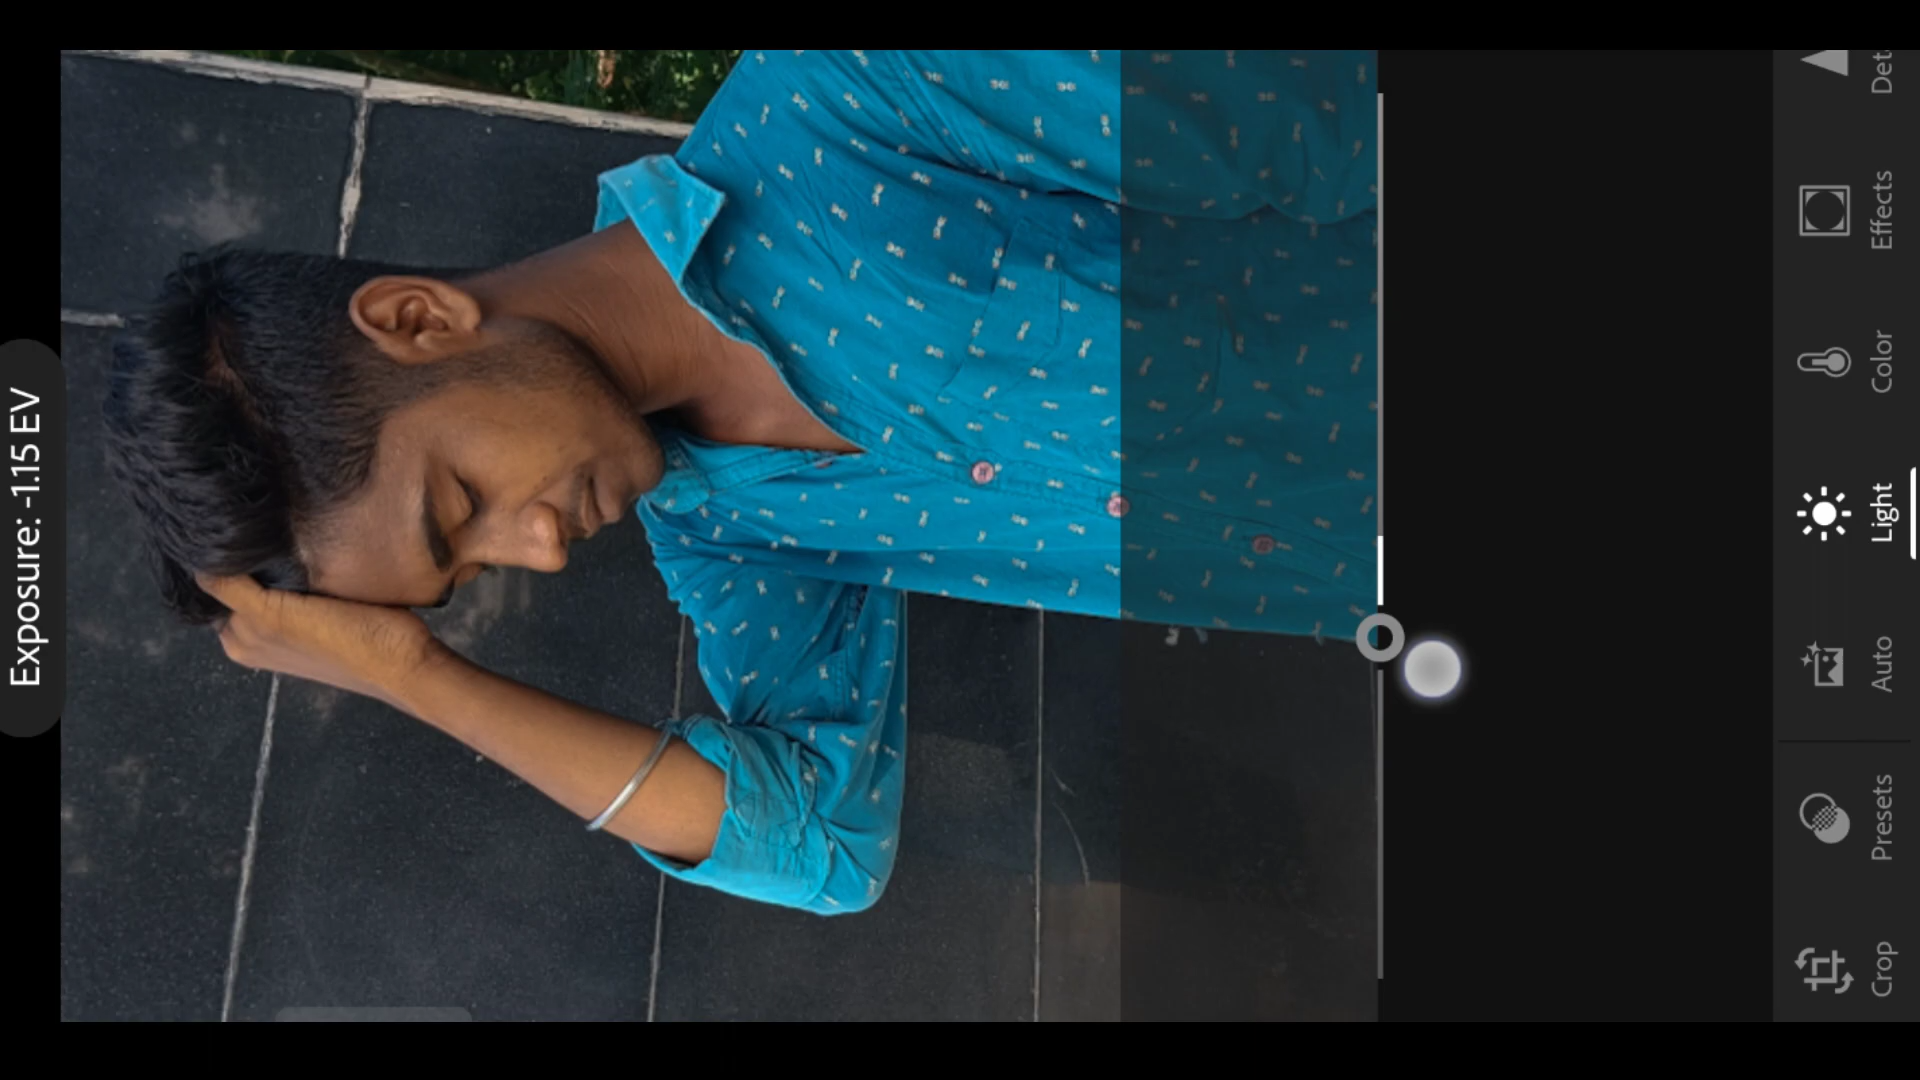 Exposure: -1.15 EV
Crop
Presets
Auto
Light
Color
Effects
Det